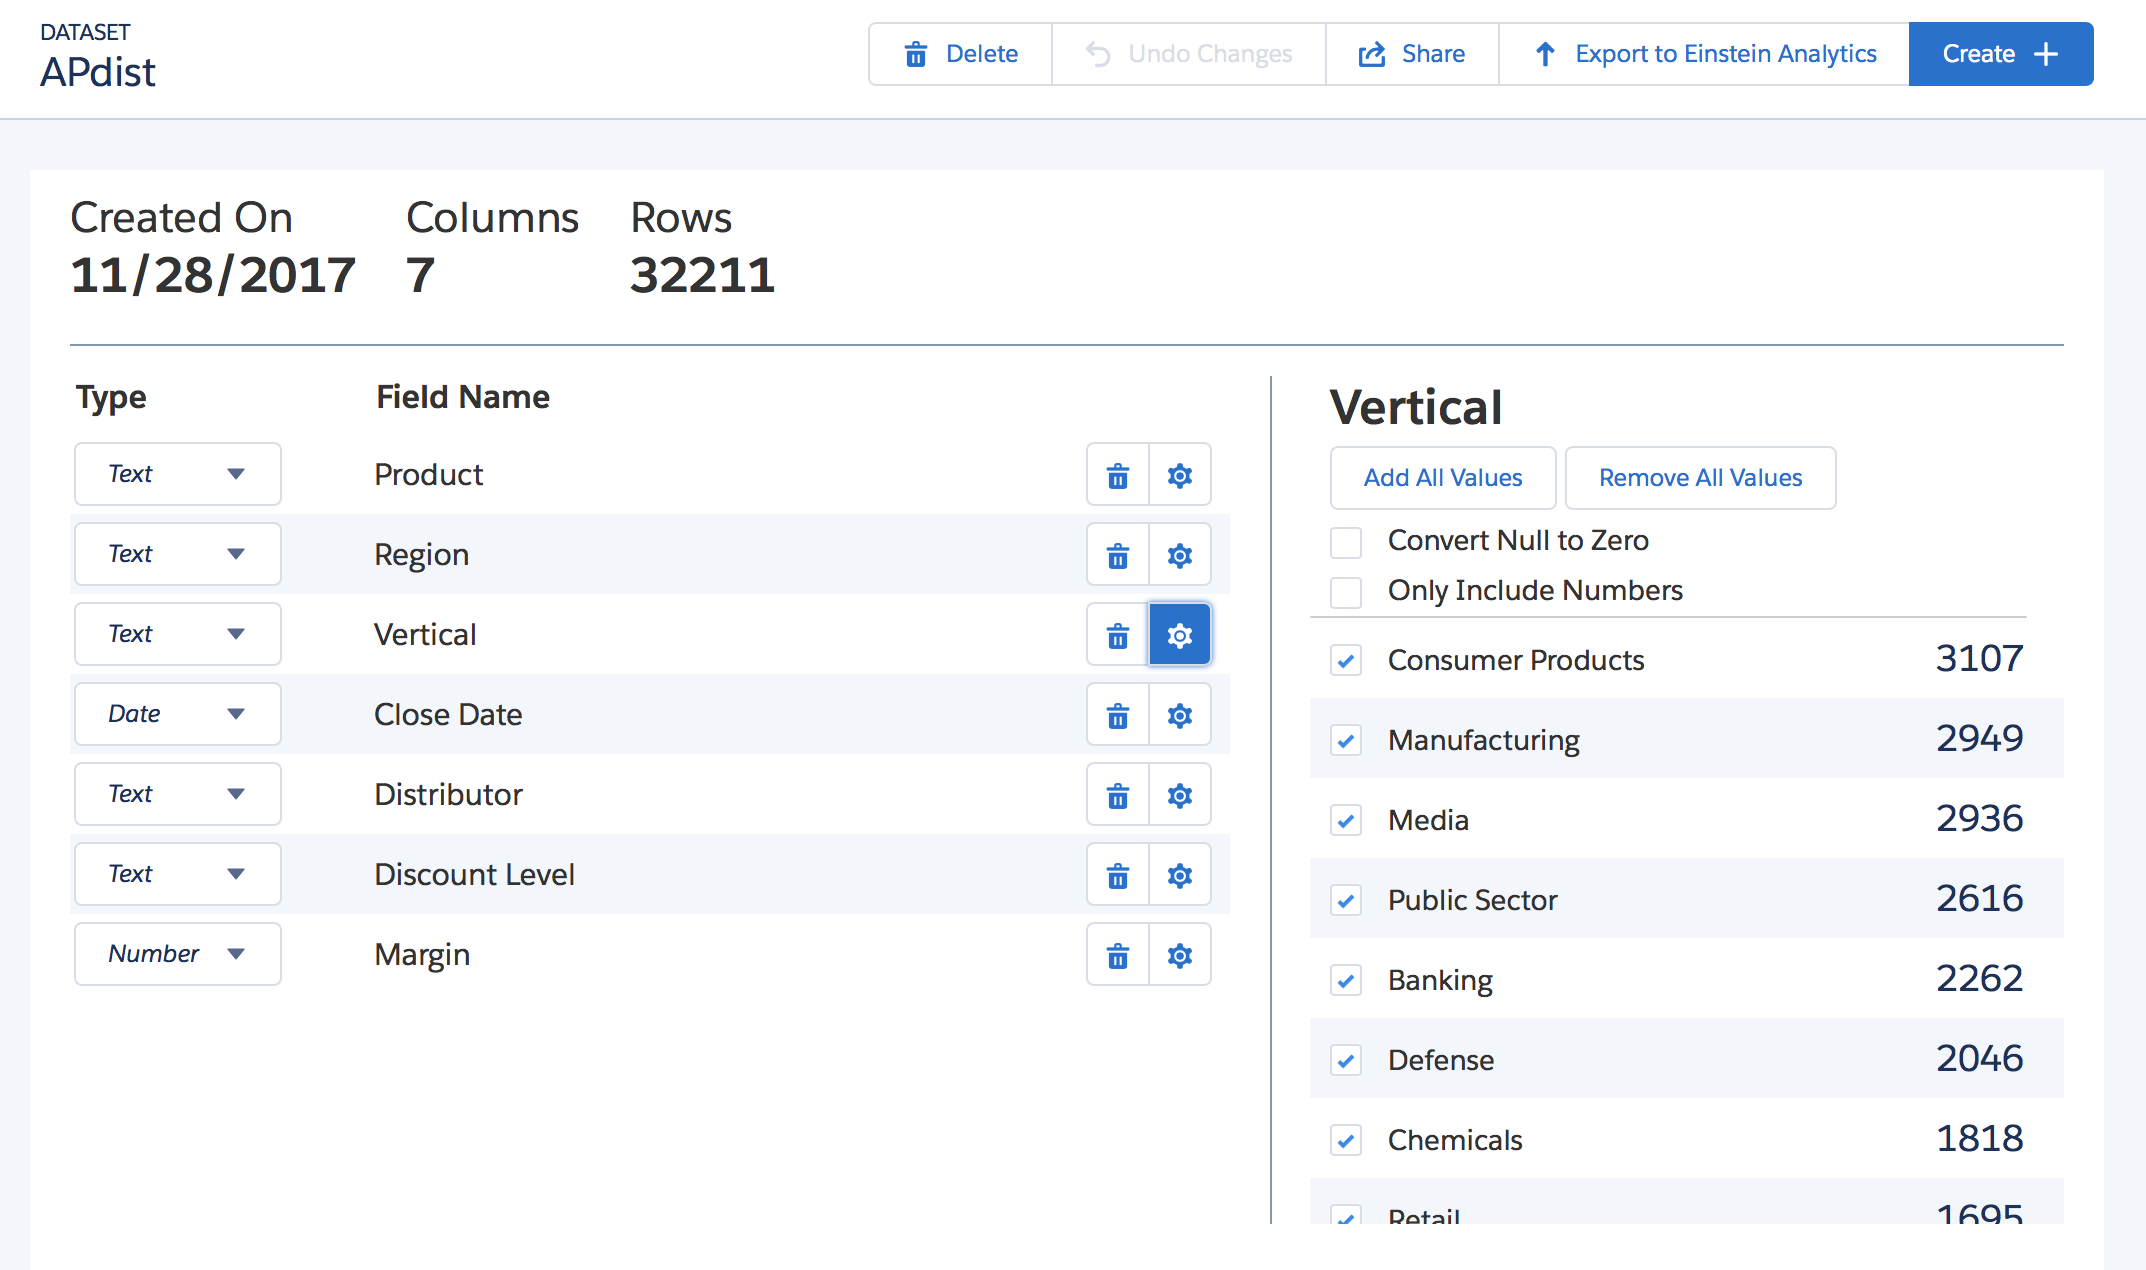 DATASET
APdist
Delete
Undo Changes
Share
Export to Einstein Analytics
Create
Created On
11/28/2017
Columns
7
Rows
32211
Type Field Name
Text Product
Text Region
Text Vertical
Date Close Date
Text Distributor
Text Discount Level
Number Margin
Vertical
Add All Values Remove All Values
Convert Null to Zero
Only Include Numbers
Consumer Products 3107
Manufacturing 2949
Media 2936
Public Sector 2616
Banking 2262
Defense 2046
Chemicals 1818
Retail 1695